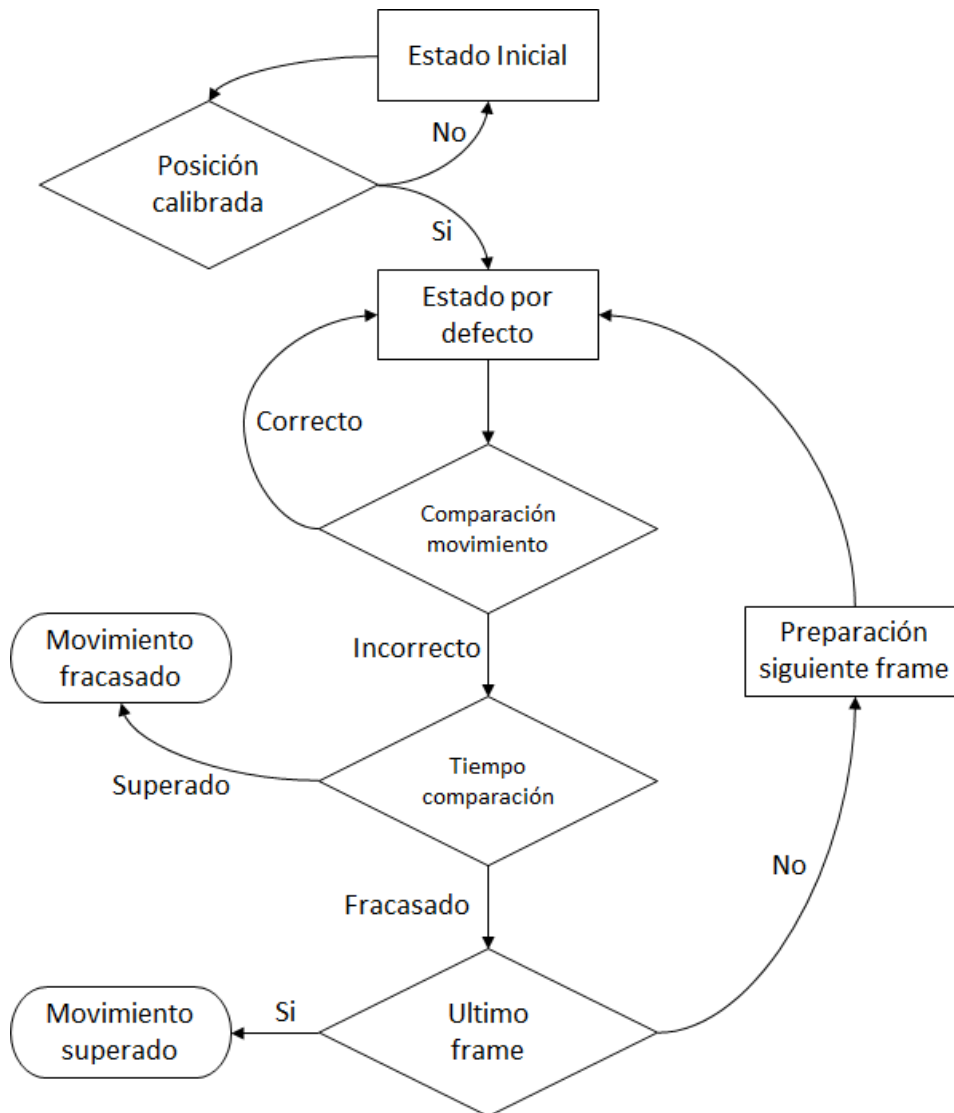 Estado Inicial
No
Posición
calibrada
Si
Estado por
defecto
Correcto
Comparación
movimiento
Incorrecto
Movimiento
fracasado
Preparación
siguiente frame
Superado
Tiempo
comparación
No
Fracasado
Si
Movimiento
superado
Ultimo
frame